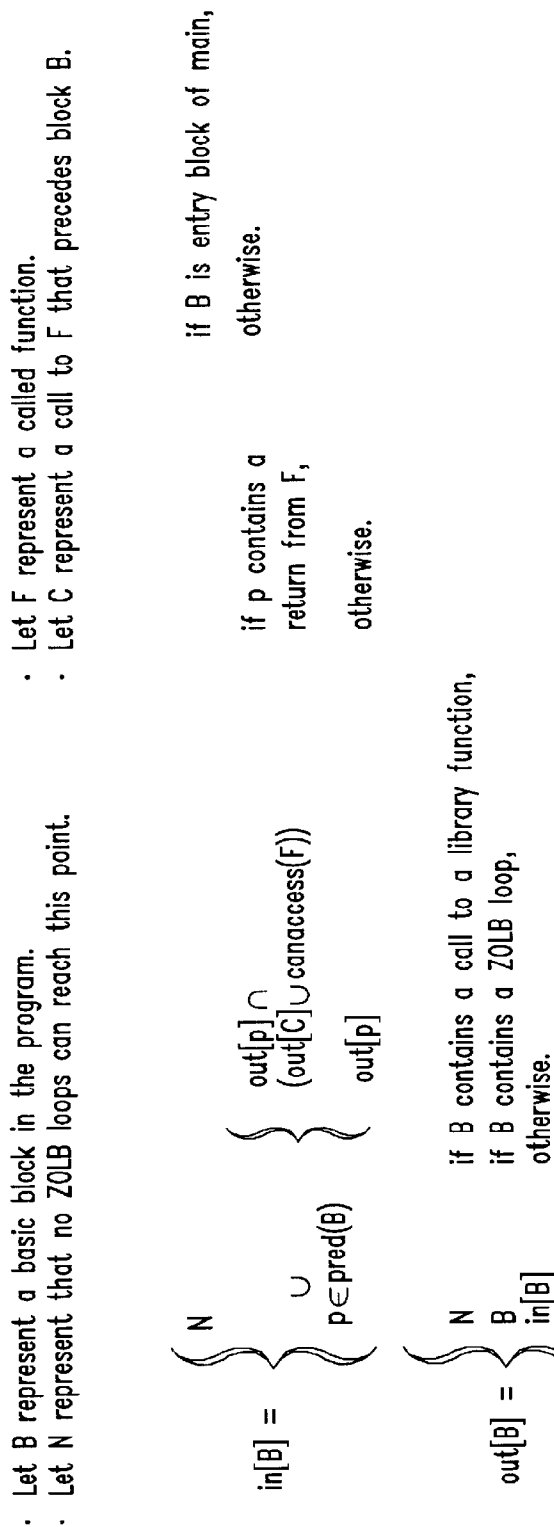 · Let B represent a basic block in the program.
· Let N represent that no ZOLB loops can reach this point.
· Let F represent a called function.
· Let C represent a call to F that precedes block B.
in[B] =
N
if B is entry block of main,
∪
p∈pred(B)
out[p] ∩
(out[C] ∪ canaccess(F))
if p contains a
return from F,
out[p]
otherwise.
otherwise.
out[B] =
N if B contains a call to a library function,
B if B contains a ZOLB loop,
in[B] otherwise.